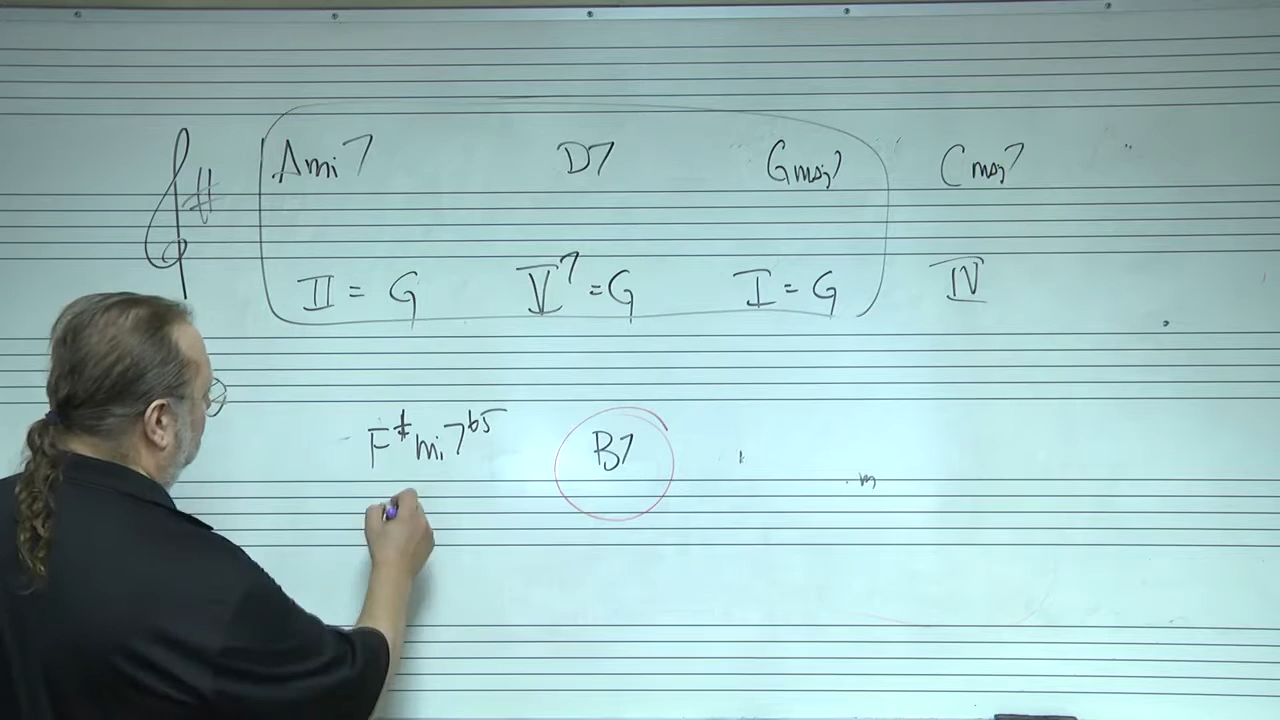 # Ami7 D7 Gmaj7 Cmaj7
II = G V7 = G I = G IV
F#mi7b5 B7
m